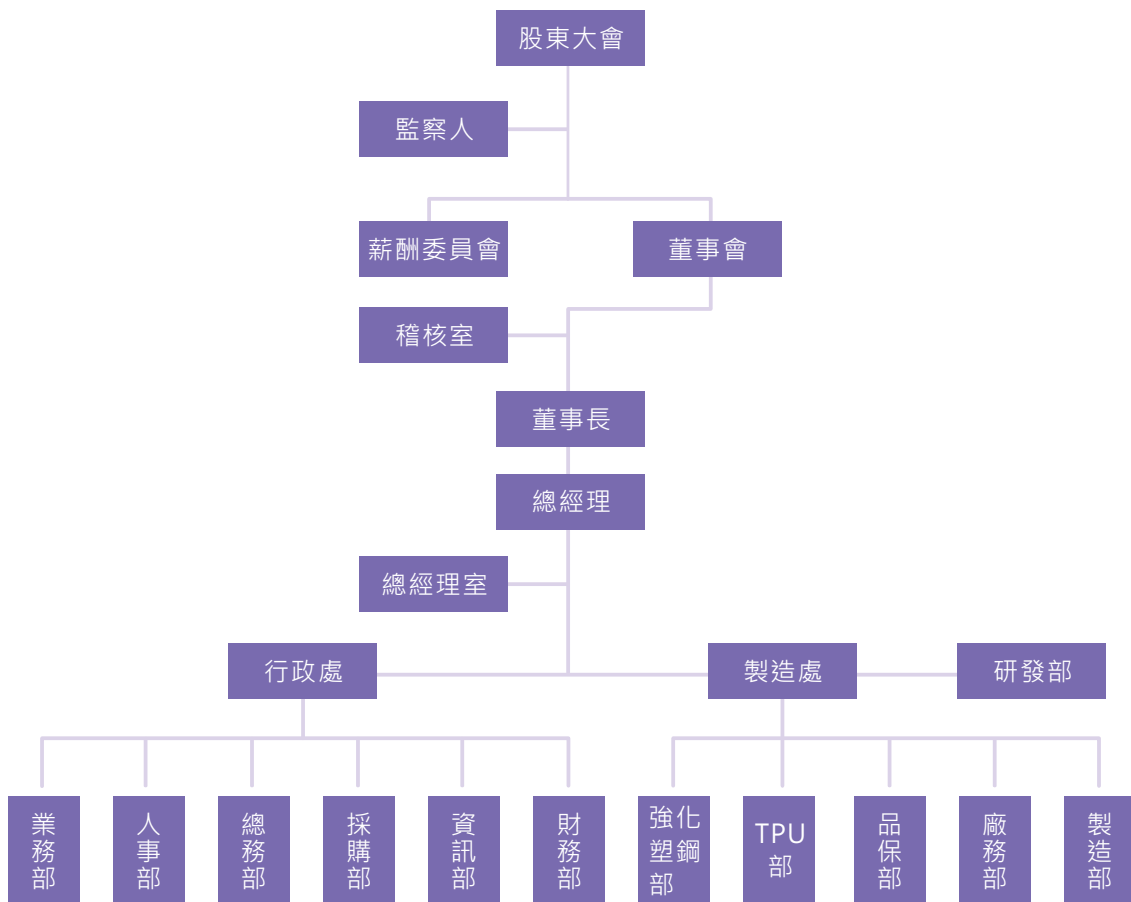 股東大會
監察人
薪酬委員會
董事會
稽核室
董事長
總經理
總經理室
行政處
製造處
研發部
業務部
人事部
總務部
採購部
資訊部
財務部
強化
塑鋼
部
TPU
部
品保部
廠務部
製造部